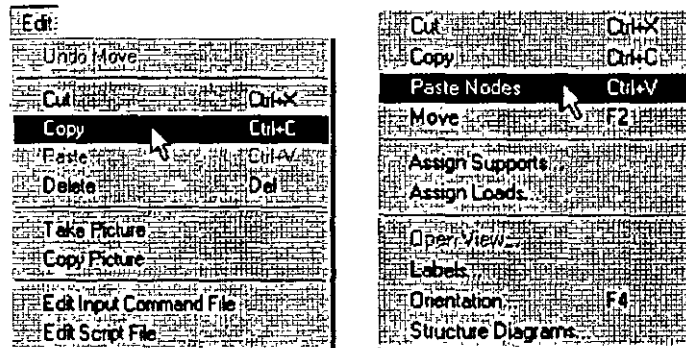 Edit
Undo Move
Cut Ctrl+X
Copy Ctrl+C
Paste Ctrl+V
Delete Del
Take Picture
Copy Picture
Edit Input Command File
Edit Script File
Cut Ctrl+X
Copy Ctrl+C
Paste Nodes Ctrl+V
Move F2
Assign Supports...
Assign Loads...
Open View...
Labels...
Orientation... F4
Structure Diagrams...